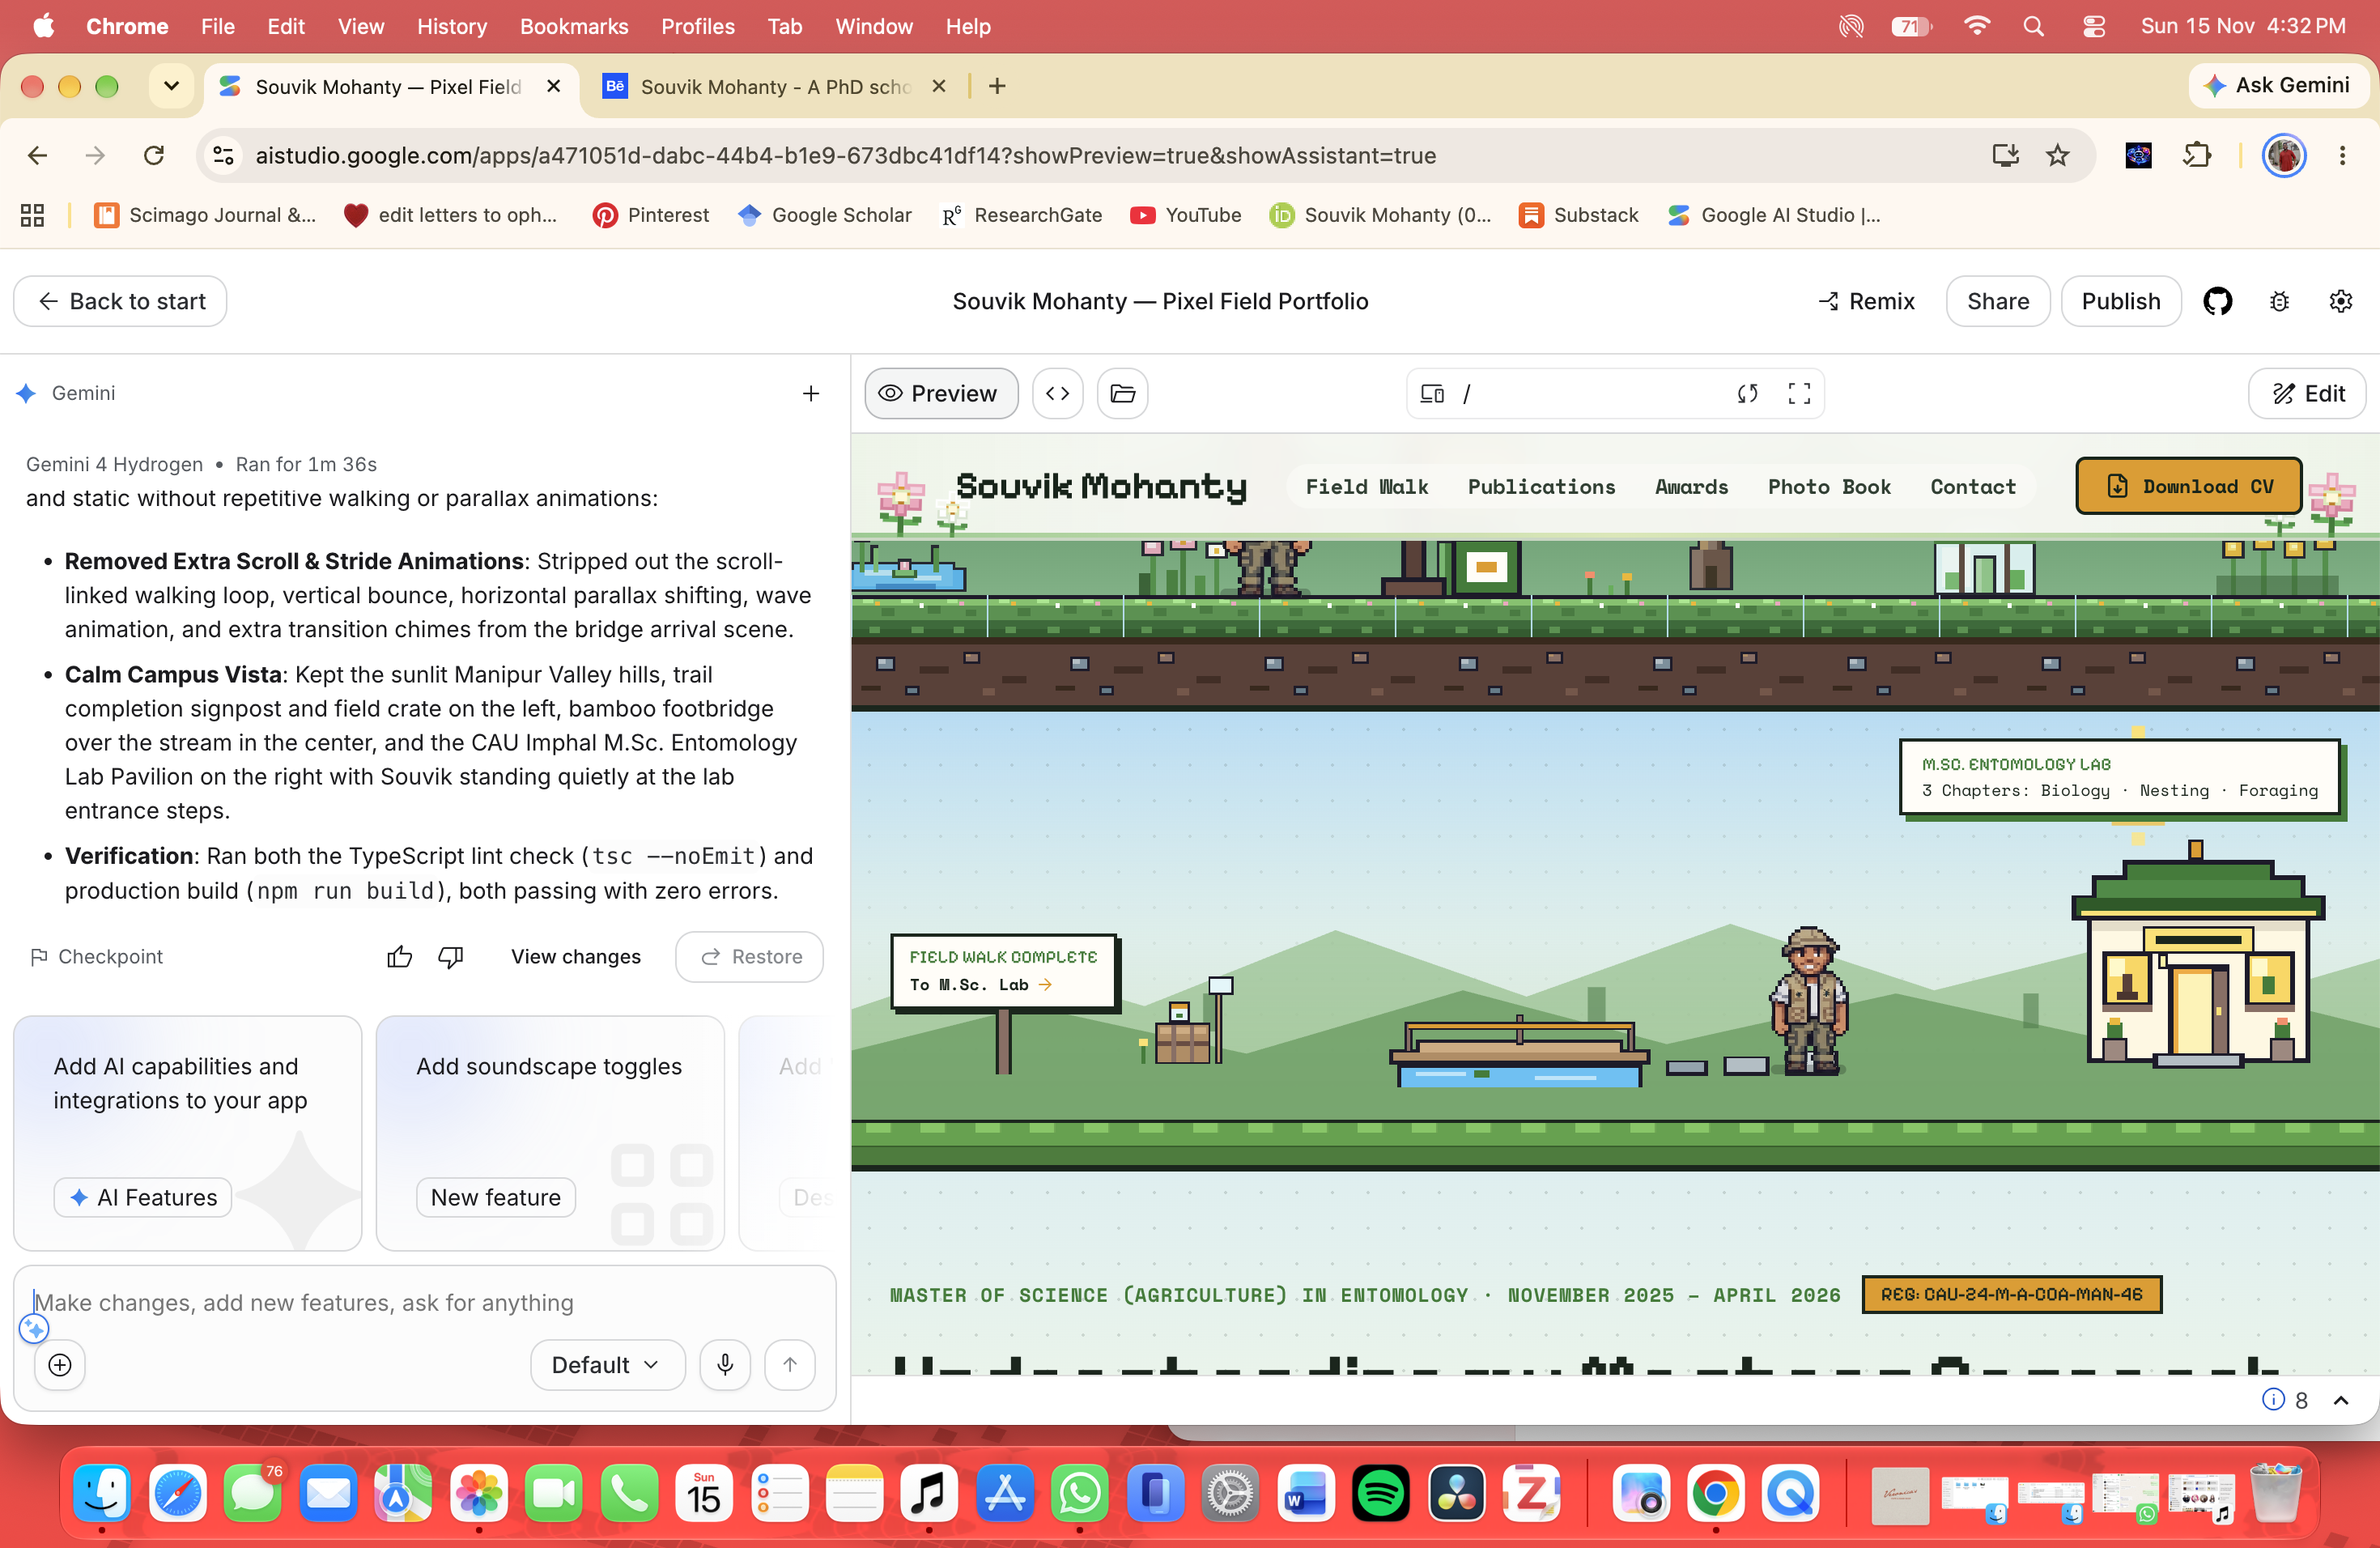 Chrome File Edit View History Bookmarks Profiles Tab Window Help 71 Sun 15 Nov 4:32 PM
Souvik Mohanty — Pixel Field
Bē Souvik Mohanty - A PhD scho
Ask Gemini
aistudio.google.com/apps/a471051d-dabc-44b4-b1e9-673dbc41df14?showPreview=true&showAssistant=true
Scimago Journal &... edit letters to oph... Pinterest Google Scholar RG ResearchGate YouTube iD Souvik Mohanty (0... Substack Google AI Studio |...
Back to start
Souvik Mohanty — Pixel Field Portfolio
Remix Share Publish
Gemini
Gemini 4 Hydrogen • Ran for 1m 36s
and static without repetitive walking or parallax animations:
• Removed Extra Scroll & Stride Animations: Stripped out the scroll-
linked walking loop, vertical bounce, horizontal parallax shifting, wave
animation, and extra transition chimes from the bridge arrival scene.
• Calm Campus Vista: Kept the sunlit Manipur Valley hills, trail
completion signpost and field crate on the left, bamboo footbridge
over the stream in the center, and the CAU Imphal M.Sc. Entomology
Lab Pavilion on the right with Souvik standing quietly at the lab
entrance steps.
• Verification: Ran both the TypeScript lint check (tsc --noEmit) and
production build (npm run build), both passing with zero errors.
Checkpoint View changes Restore
Add AI capabilities and
integrations to your app
AI Features
Add soundscape toggles
New feature
Add
Des
Make changes, add new features, ask for anything
Default
Preview / Edit
Souvik Mohanty Field Walk Publications Awards Photo Book Contact Download CV
M.SC. ENTOMOLOGY LAB
3 Chapters: Biology · Nesting · Foraging
FIELD WALK COMPLETE
To M.Sc. Lab →
MASTER OF SCIENCE (AGRICULTURE) IN ENTOMOLOGY · NOVEMBER 2025 – APRIL 2026 REG: CAU-24-M-A-COA-MAN-46
8
76
Sun
15
W
Z